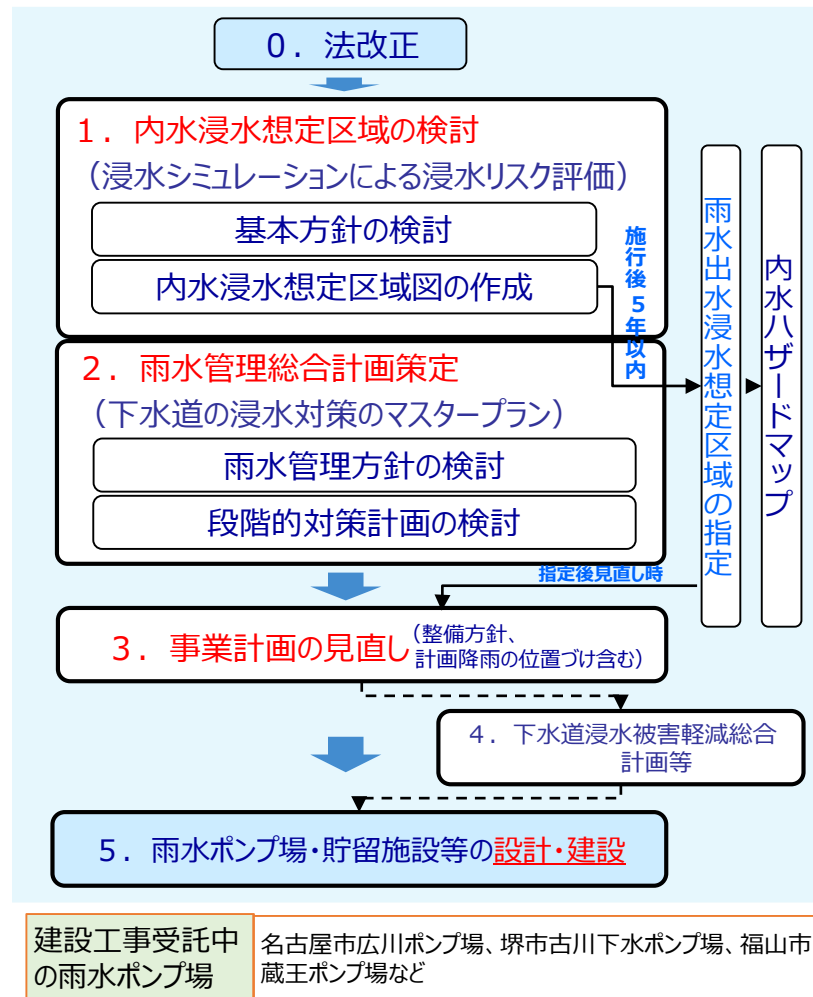 ０．法改正
１．内水浸水想定区域の検討
（浸水シミュレーションによる浸水リスク評価）
基本方針の検討
内水浸水想定区域図の作成
施行後５年以内
雨水出水浸水想定区域の指定
内水ハザードマップ
２．雨水管理総合計画策定
（下水道の浸水対策のマスタープラン）
雨水管理方針の検討
段階的対策計画の検討
指定後見直し時
３．事業計画の見直し（整備方針、
計画降雨の位置づけ含む）
４．下水道浸水被害軽減総合
計画等
５．雨水ポンプ場・貯留施設等の設計・建設
建設工事受託中
の雨水ポンプ場
名古屋市広川ポンプ場、堺市古川下水ポンプ場、福山市
蔵王ポンプ場など